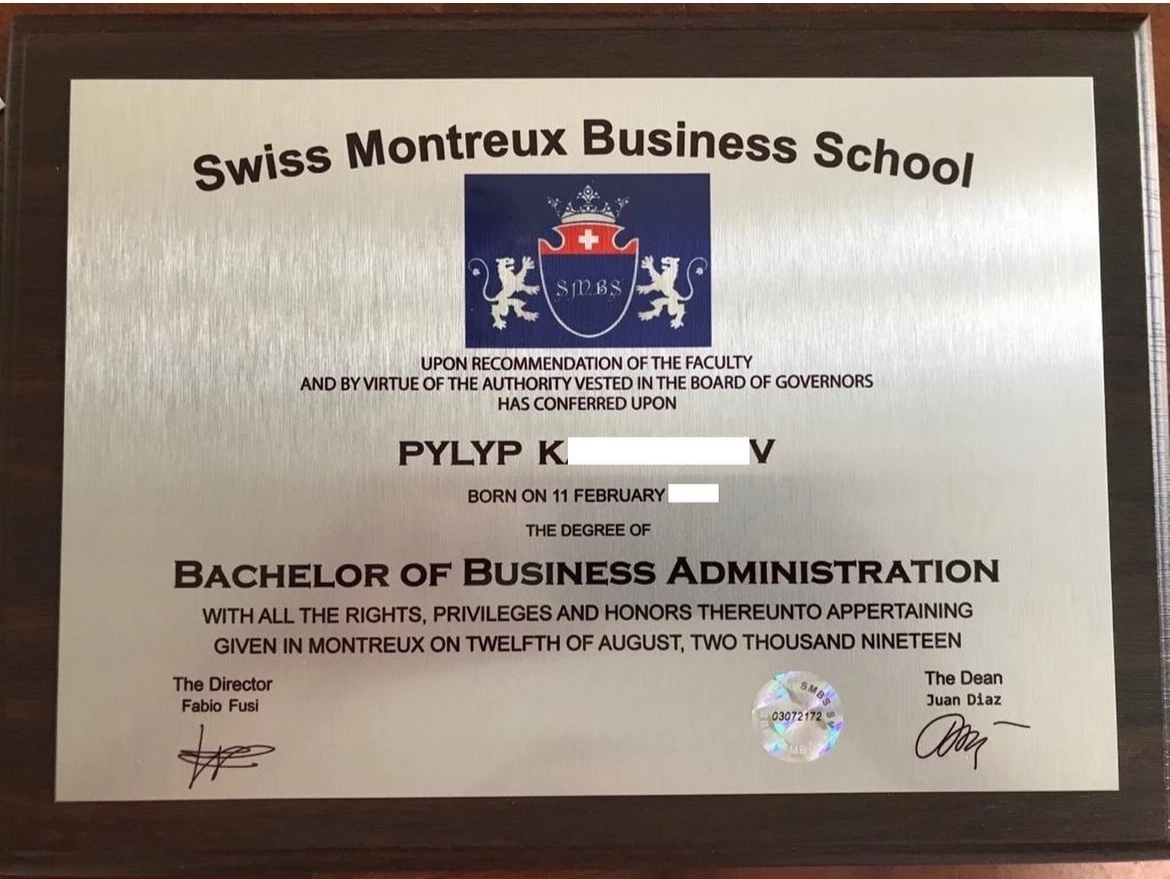 Swiss Montreux Business School
SMBS
UPON RECOMMENDATION OF THE FACULTY
AND BY VIRTUE OF THE AUTHORITY VESTED IN THE BOARD OF GOVERNORS
HAS CONFERRED UPON
PYLYP K V
BORN ON 11 FEBRUARY
THE DEGREE OF
BACHELOR OF BUSINESS ADMINISTRATION
WITH ALL THE RIGHTS, PRIVILEGES AND HONORS THEREUNTO APPERTAINING
GIVEN IN MONTREUX ON TWELFTH OF AUGUST, TWO THOUSAND NINETEEN
The Director
Fabio Fusi
SMBS
03072172
The Dean
Juan Diaz